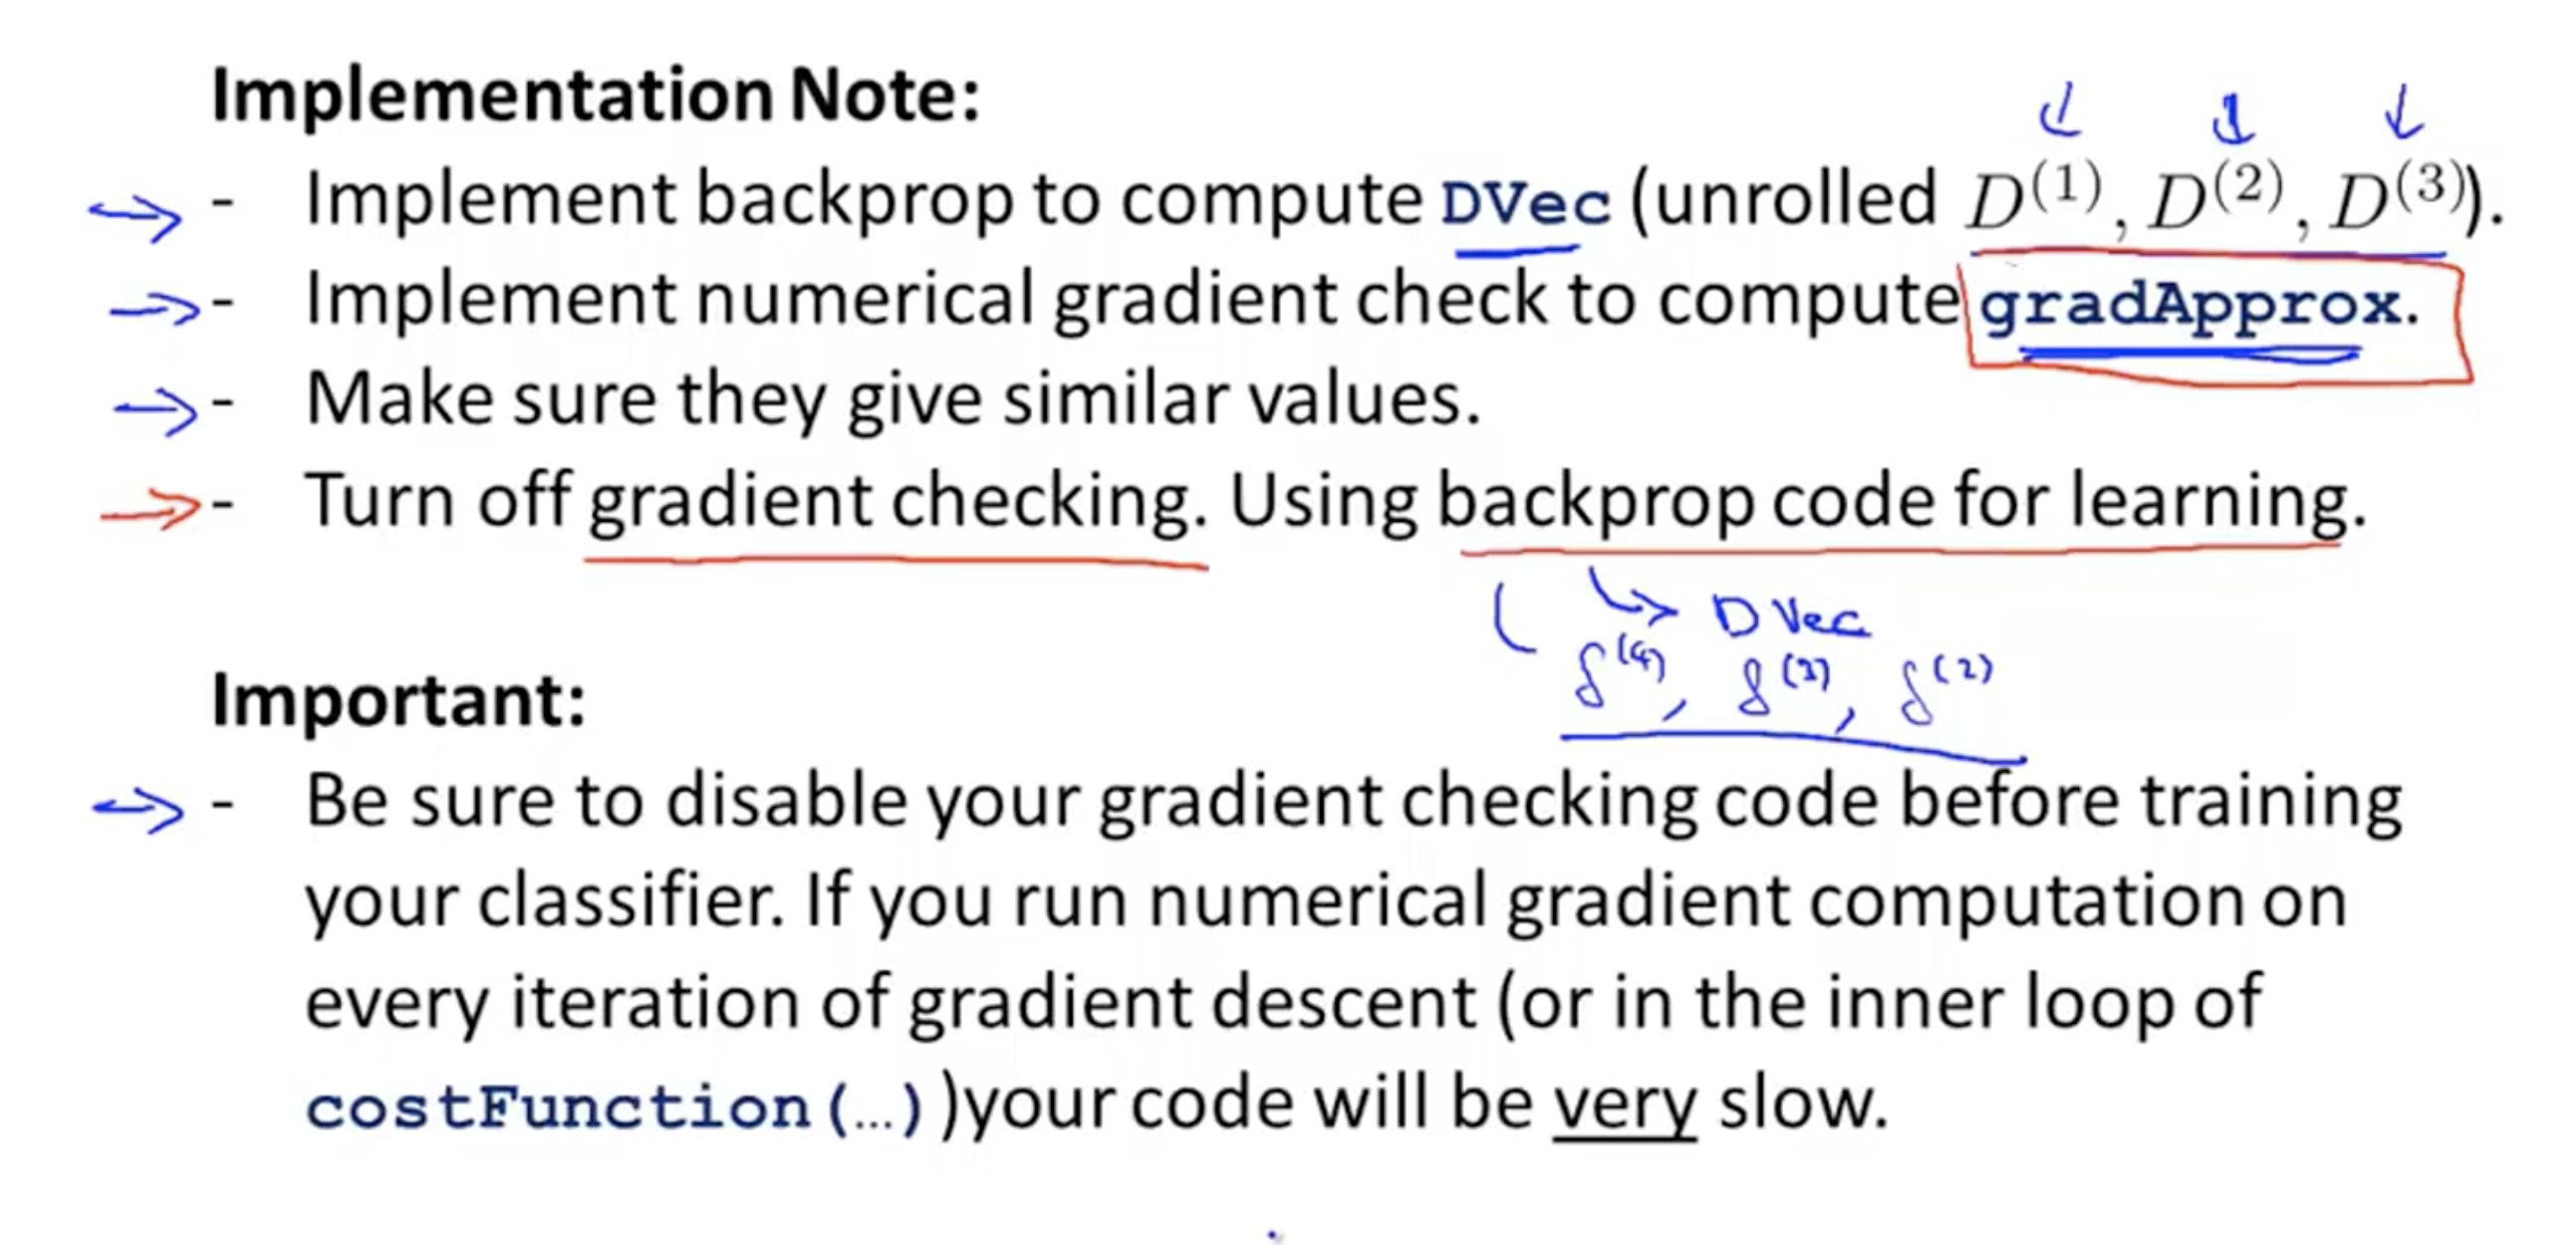 Implementation Note:
- Implement backprop to compute DVec (unrolled D⁽¹⁾, D⁽²⁾, D⁽³⁾).
- Implement numerical gradient check to compute gradApprox.
- Make sure they give similar values.
- Turn off gradient checking. Using backprop code for learning.
DVec
δ⁽⁴⁾, δ⁽³⁾, δ⁽²⁾
Important:
- Be sure to disable your gradient checking code before training
your classifier. If you run numerical gradient computation on
every iteration of gradient descent (or in the inner loop of
costFunction(…))your code will be very slow.